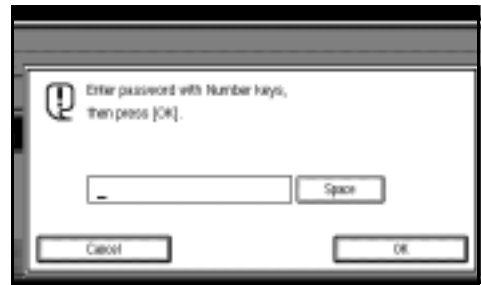 Enter password with Number keys,
then press [OK].
Space
Cancel
OK